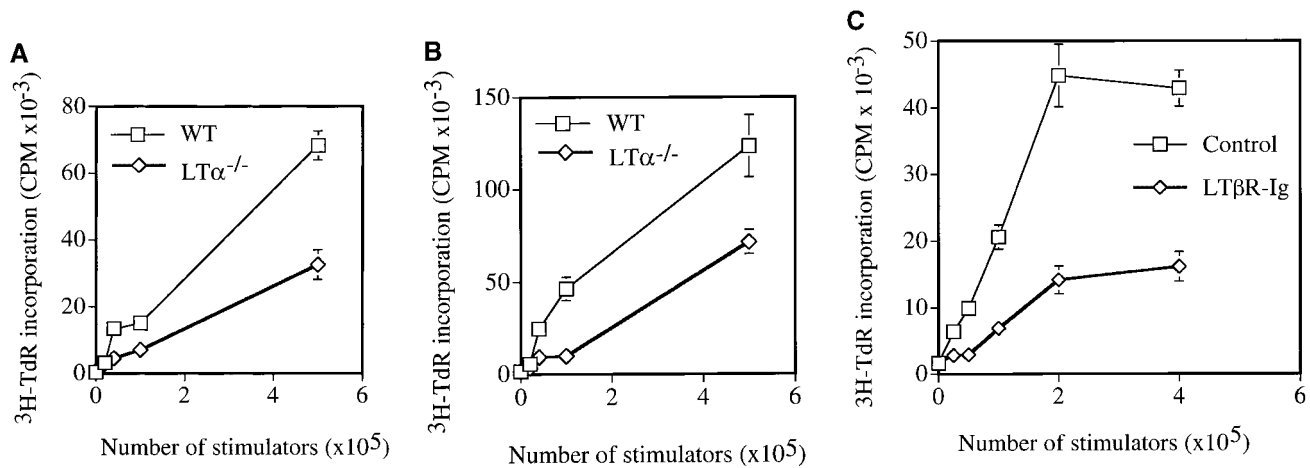 A
³H-TdR incorporation (CPM x10⁻³)
80
60
40
20
0
WT
LTα⁻/⁻
0 2 4 6
Number of stimulators (x10⁵)
B
³H-TdR incorporation (CPM x10⁻³)
150
100
50
0
WT
LTα⁻/⁻
0 2 4 6
Number of stimulators (x10⁵)
C
³H-TdR incorporation (CPM x 10⁻³)
50
40
30
20
10
0
Control
LTβR-Ig
0 2 4 6
Number of stimulators (x10⁵)